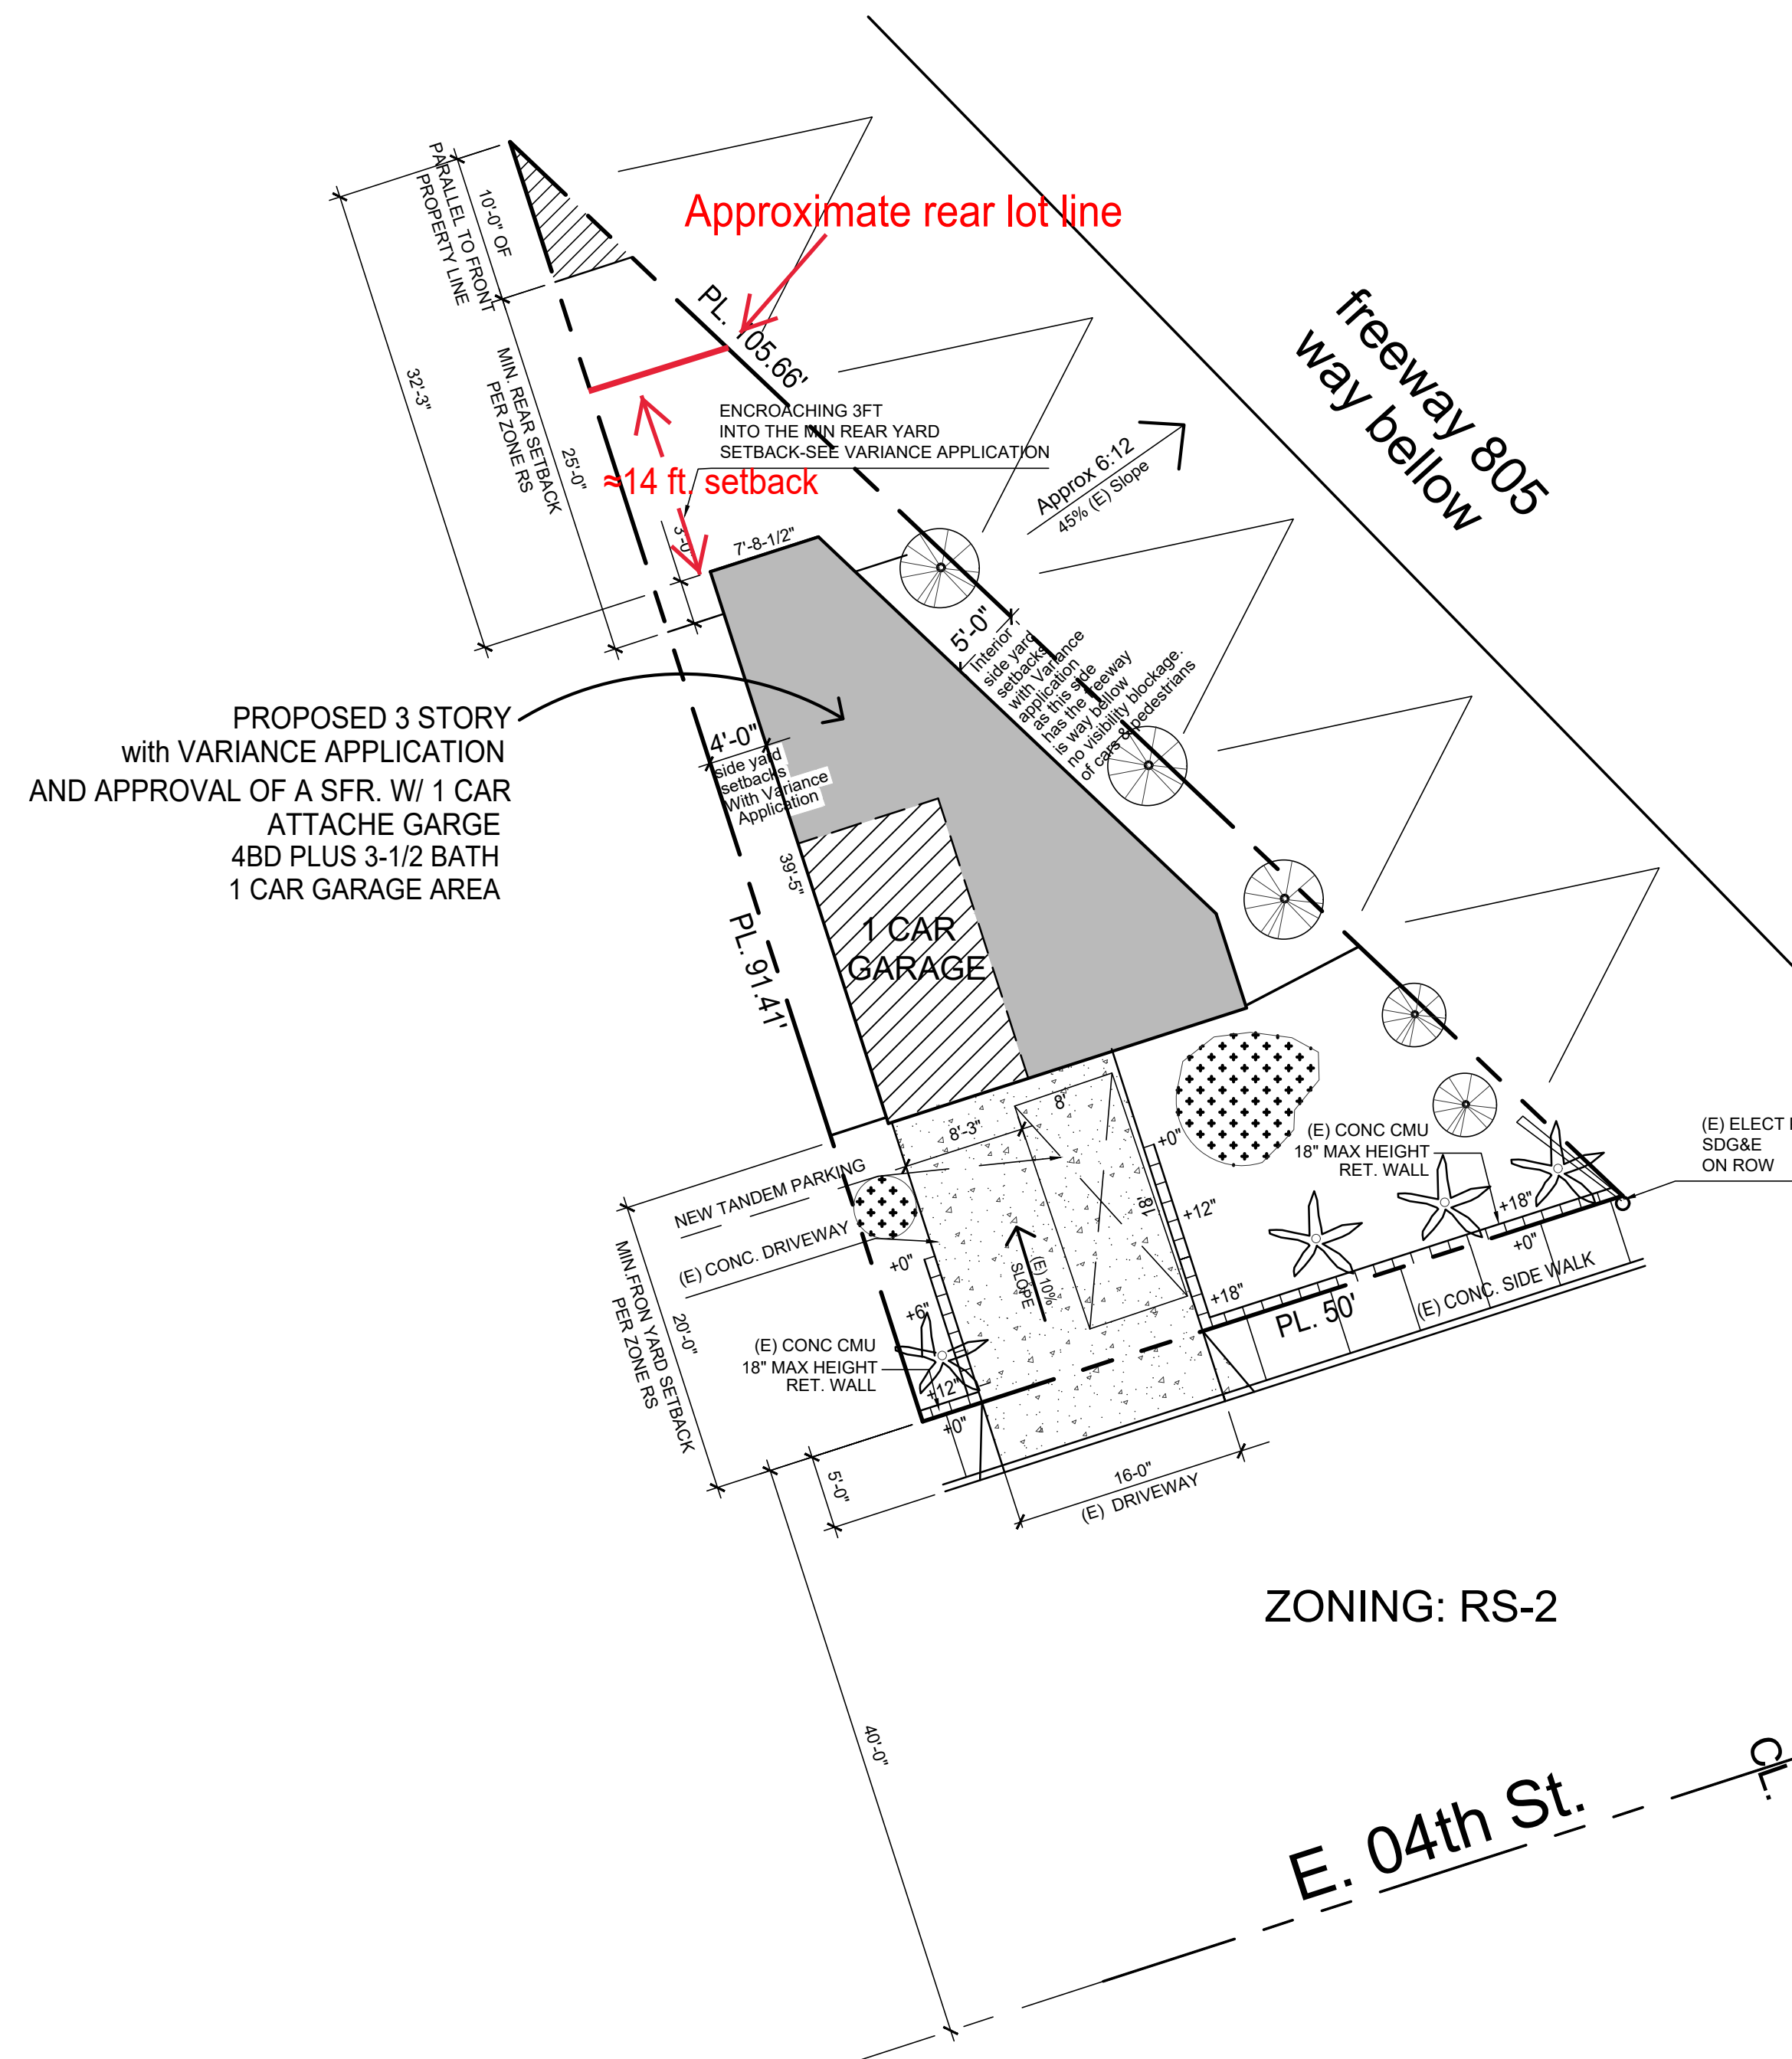 Approximate rear lot line
PARALLEL TO FRONT
PROPERTY LINE
10'-0" OF
32'-3"
MIN. REAR SETBACK
PER ZONE RS
25'-0"
PL. 105.66'
freeway 805
way bellow
ENCROACHING 3FT
INTO THE MIN REAR YARD
SETBACK-SEE VARIANCE APPLICATION
≈14 ft. setback
Approx 6:12
45% (E) Slope
3'-0
7'-8-1/2"
5'-0"
Interior
side yard
setbacks
with Variance
application
as this side
has the freeway
is way bellow
no visibility blockage.
of cars & pedestrians
PROPOSED 3 STORY
with VARIANCE APPLICATION
AND APPROVAL OF A SFR. W/ 1 CAR
ATTACHE GARGE
4BD PLUS 3-1/2 BATH
1 CAR GARAGE AREA
4'-0"
side yard
setbacks
With Variance
Application
39'-5"
1 CAR
GARAGE
PL. 91.41'
8'
8'-3"
18'
+0"
+12"
+18"
(E) CONC CMU
18" MAX HEIGHT
RET. WALL
(E) ELECT
SDG&E
ON ROW
+18"
+0"
NEW TANDEM PARKING
(E) CONC. DRIVEWAY
+0"
+6"
+12"
+0"
(E) 10%
SLOPE
MIN.FRON YARD SETBACK
PER ZONE RS
20'-0"
(E) CONC CMU
18" MAX HEIGHT
RET. WALL
PL. 50'
(E) CONC. SIDE WALK
5'-0"
16-0"
(E) DRIVEWAY
ZONING: RS-2
40'-0"
E. 04th St.
CL.